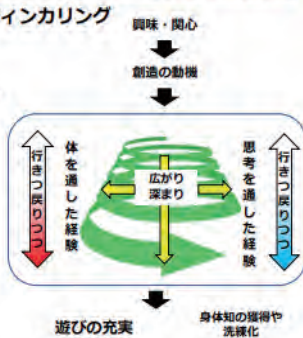 ィンカリング
興味・関心
創造の動機
行きつ戻りつつ
体を通した経験
広がり
深まり
思考を通した経験
行きつ戻りつつ
遊びの充実
身体知の獲得や
洗練化